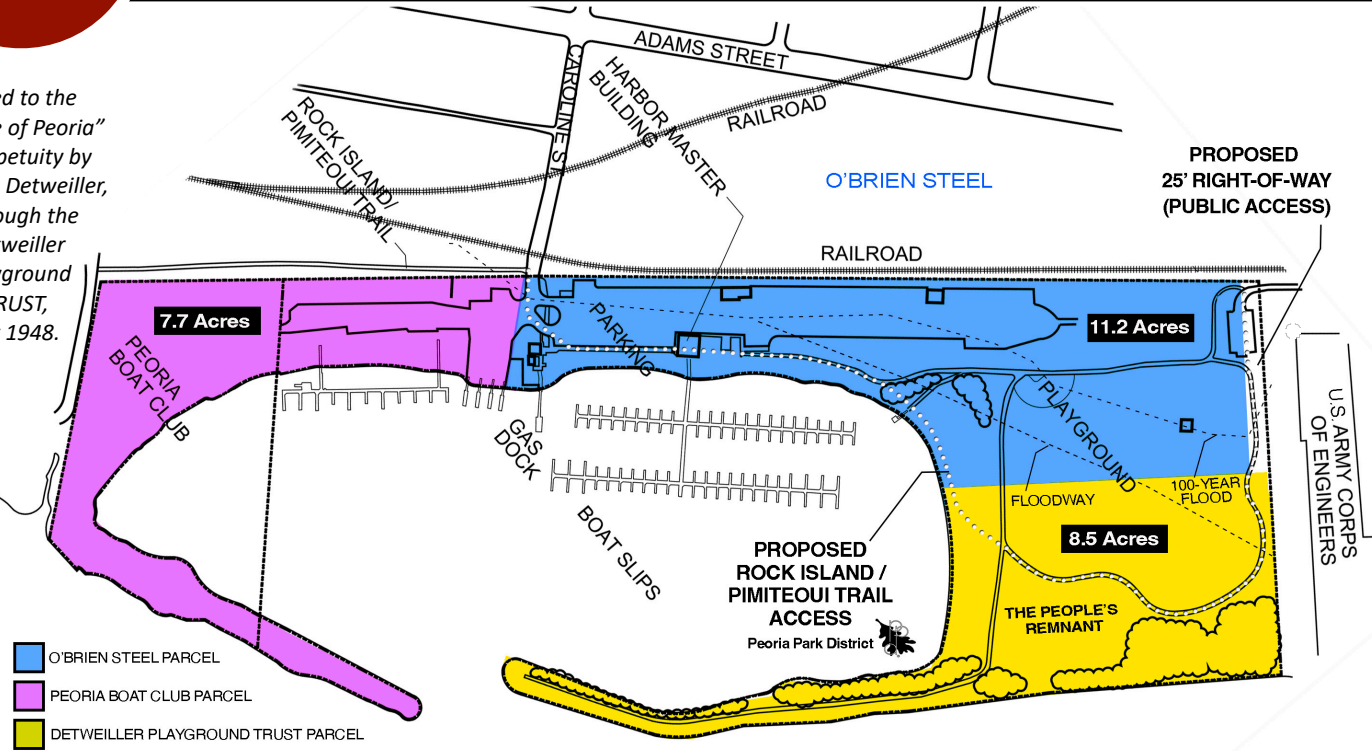 ed to the
e of Peoria”
petuity by
Detweiller,
ough the
tweiller
yground
RUST,
1948.
ADAMS STREET
CAROLINE ST
HARBOR MASTER
BUILDING
RAILROAD
ROCK ISLAND/
PIMITEOUI TRAIL
O'BRIEN STEEL
PROPOSED
25' RIGHT-OF-WAY
(PUBLIC ACCESS)
RAILROAD
7.7 Acres
PEORIA
BOAT CLUB
PARKING
11.2 Acres
PLAYGROUND
U.S. ARMY CORPS
OF ENGINEERS
GAS
DOCK
FLOODWAY
100-YEAR
FLOOD
BOAT SLIPS
8.5 Acres
PROPOSED
ROCK ISLAND /
PIMITEOUI TRAIL
ACCESS
Peoria Park District
THE PEOPLE'S
REMNANT
O'BRIEN STEEL PARCEL
PEORIA BOAT CLUB PARCEL
DETWEILLER PLAYGROUND TRUST PARCEL